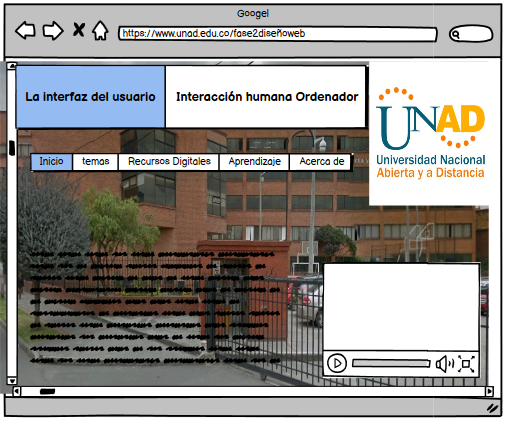 Googel
https://www.unad.edu.co/fase2diseñoweb
La interfaz del usuario
Interacción humana Ordenador
UNAD
Universidad Nacional
Abierta y a Distancia
Inicio
temas
Recursos Digitales
Aprendizaje
Acerca de